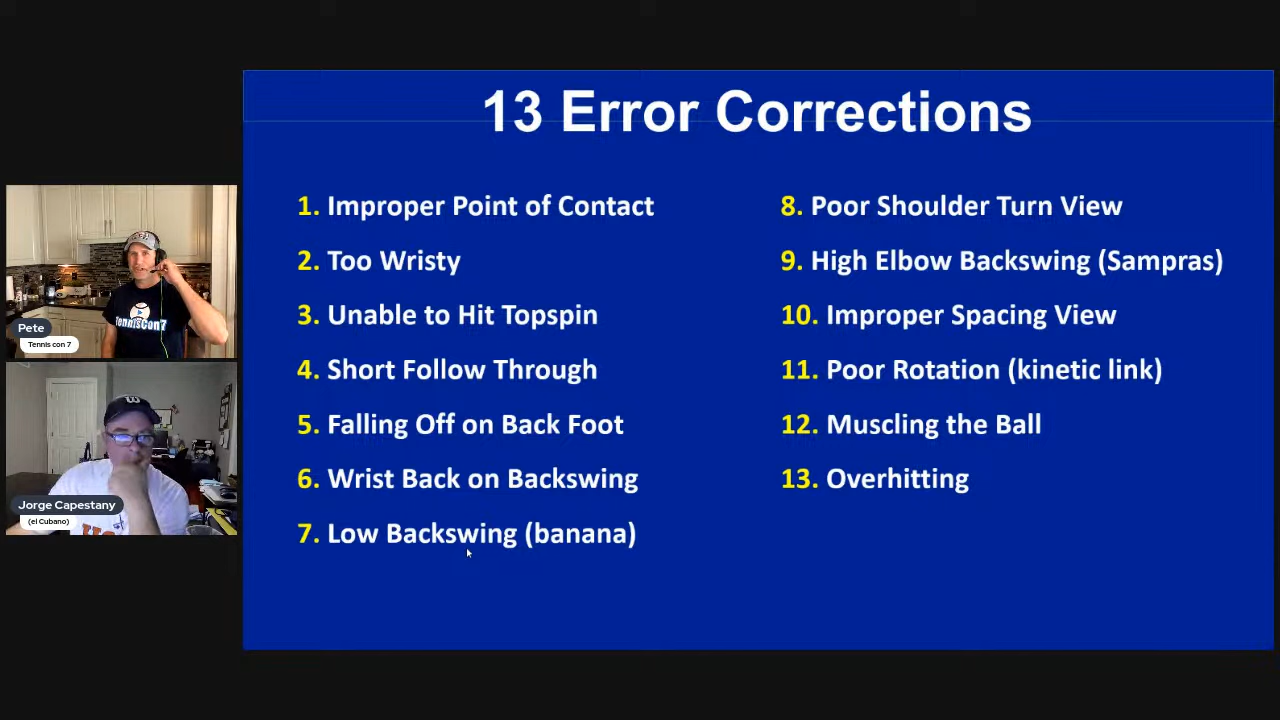 13 Error Corrections
1. Improper Point of Contact
2. Too Wristy
3. Unable to Hit Topspin
4. Short Follow Through
5. Falling Off on Back Foot
6. Wrist Back on Backswing
7. Low Backswing (banana)
8. Poor Shoulder Turn View
9. High Elbow Backswing (Sampras)
10. Improper Spacing View
11. Poor Rotation (kinetic link)
12. Muscling the Ball
13. Overhitting
TennisCon7
Pete
Tennis con 7
W
Jorge Capestany
(el Cubano)